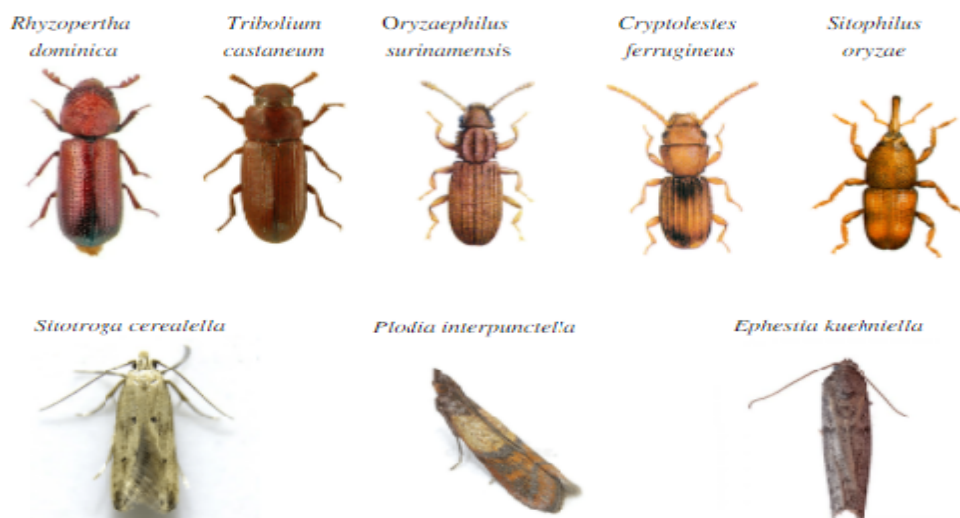 Rhyzopertha
dominica
Tribolium
castaneum
Oryzaephilus
surinamensis
Cryptolestes
ferrugineus
Sitophilus
oryzae
Sitotroga cerealella
Plodia interpunctella
Ephestia kuehniella